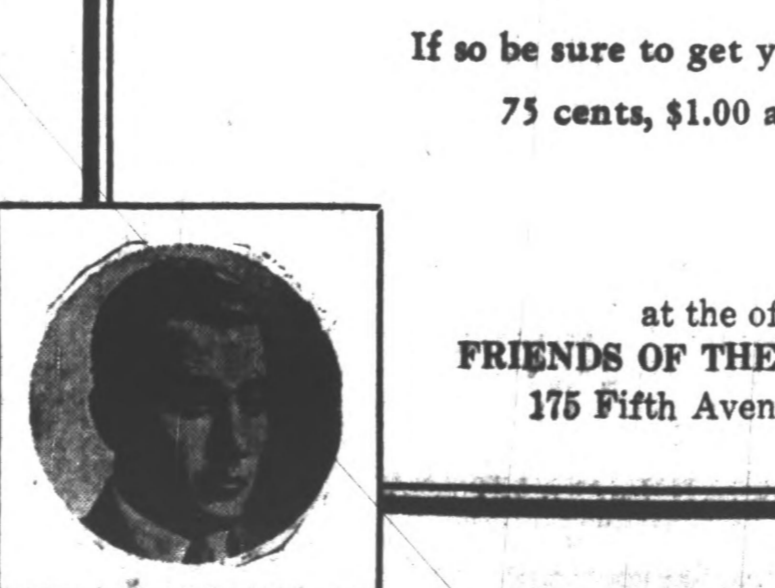 If so be sure to get y
75 cents, $1.00 a
at the of
FRIENDS OF THE
175 Fifth Aven